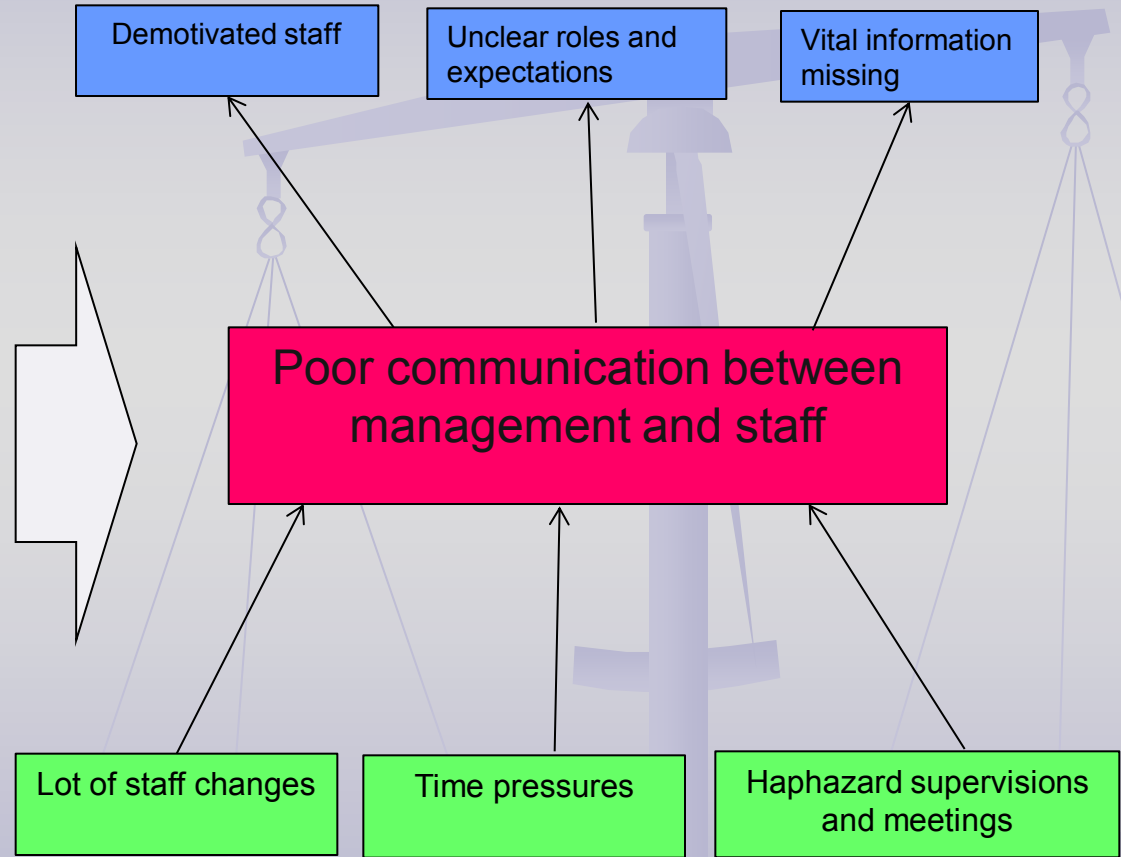 Demotivated staff
Unclear roles and
expectations
Vital information
missing
Poor communication between
management and staff
Lot of staff changes
Time pressures
Haphazard supervisions
and meetings